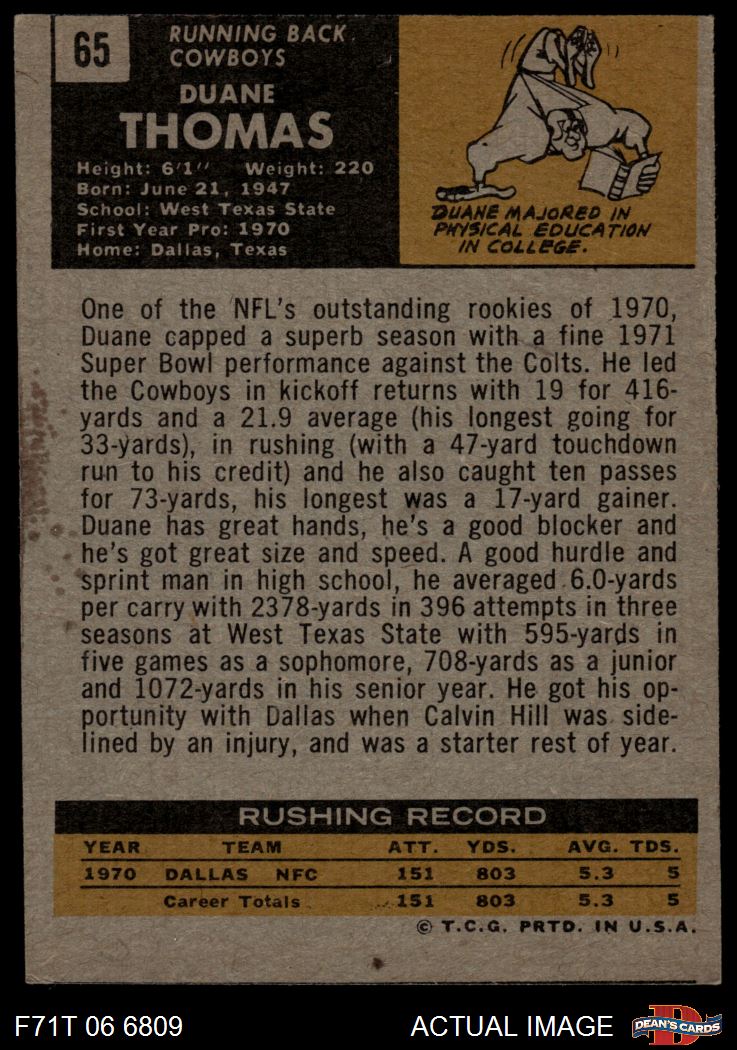 65
RUNNING BACK
COWBOYS
DUANE
THOMAS
Height: 6'1'' Weight: 220
Born: June 21, 1947
School: West Texas State
First Year Pro: 1970
Home: Dallas, Texas
DUANE MAJORED IN
PHYSICAL EDUCATION
IN COLLEGE.
One of the NFL's outstanding rookies of 1970,
Duane capped a superb season with a fine 1971
Super Bowl performance against the Colts. He led
the Cowboys in kickoff returns with 19 for 416-
yards and a 21.9 average (his longest going for
33-yards), in rushing (with a 47-yard touchdown
run to his credit) and he also caught ten passes
for 73-yards, his longest was a 17-yard gainer.
Duane has great hands, he's a good blocker and
he's got great size and speed. A good hurdle and
sprint man in high school, he averaged 6.0-yards
per carry with 2378-yards in 396 attempts in three
seasons at West Texas State with 595-yards in
five games as a sophomore, 708-yards as a junior
and 1072-yards in his senior year. He got his op-
portunity with Dallas when Calvin Hill was side-
lined by an injury, and was a starter rest of year.
RUSHING RECORD
YEAR TEAM ATT. YDS. AVG. TDS.
1970 DALLAS NFC 151 803 5.3 5
Career Totals 151 803 5.3 5
© T.C.G. PRTD. IN U.S.A.
F71T 06 6809 ACTUAL IMAGE DEAN'S CARDS